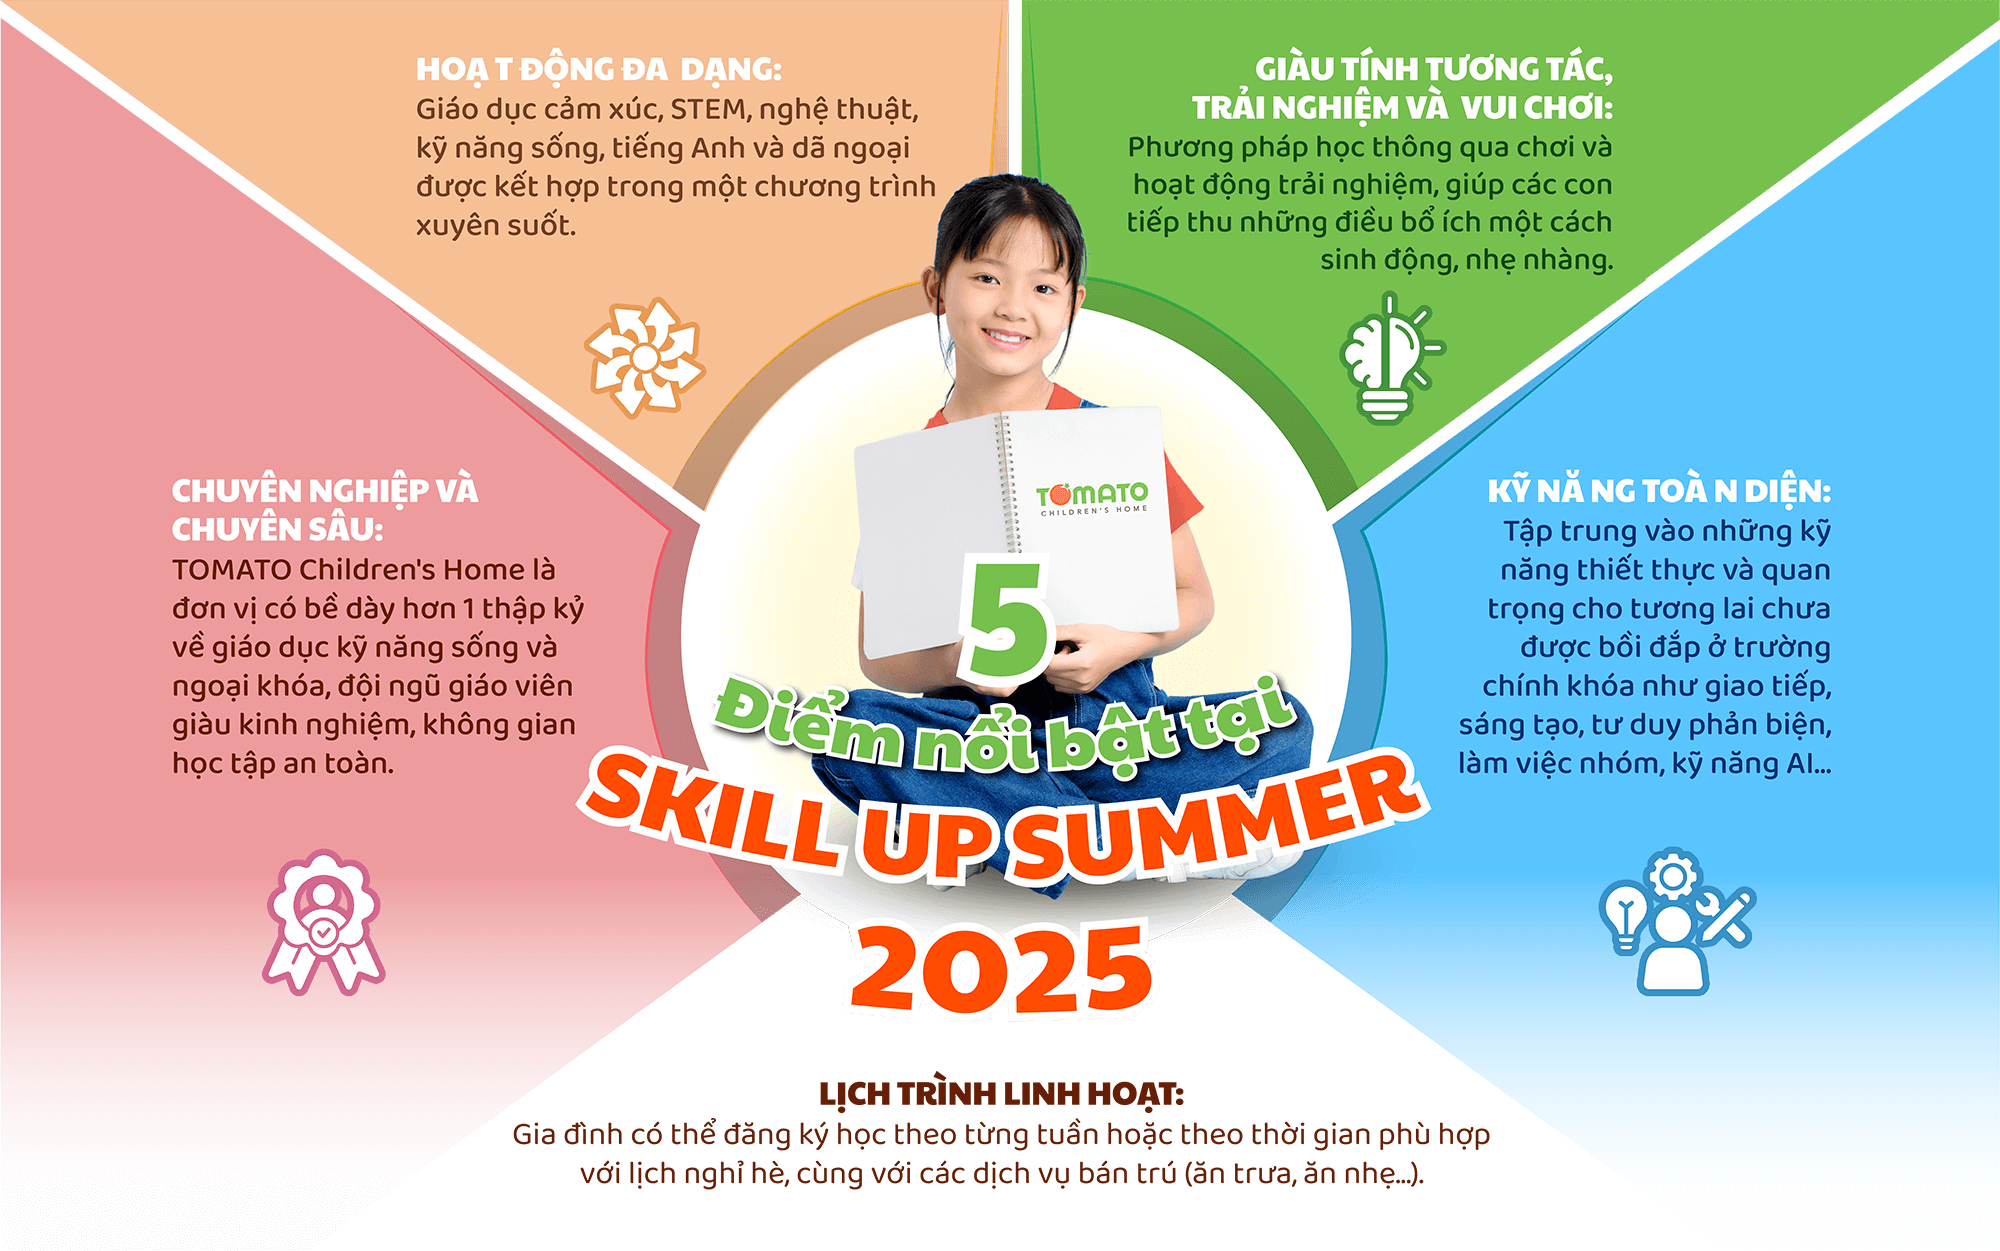 HOẠ T ĐỘNG ĐA  DẠNG:
Giáo dục cảm xúc, STEM, nghệ thuật,
kỹ năng sống, tiếng Anh và dã ngoại
được kết hợp trong một chương trình
xuyên suốt.
GIÀU TÍNH TƯƠNG TÁC,
TRẢI NGHIỆM VÀ  VUI CHƠI:
Phương pháp học thông qua chơi và
hoạt động trải nghiệm, giúp các con
tiếp thu những điều bổ ích một cách
sinh động, nhẹ nhàng.
CHUYÊN NGHIỆP VÀ
CHUYÊN SÂU:
TOMATO Children's Home là
đơn vị có bề dày hơn 1 thập kỷ
về giáo dục kỹ năng sống và
ngoại khóa, đội ngũ giáo viên
giàu kinh nghiệm, không gian
học tập an toàn.
TOMATO
CHILDREN'S HOME
5
Điểm nổi bật tại
SKILL UP SUMMER
2025
KỸ NĂ NG TOÀ N DIỆN:
Tập trung vào những kỹ
năng thiết thực và quan
trọng cho tương lai chưa
được bồi đắp ở trường
chính khóa như giao tiếp,
sáng tạo, tư duy phản biện,
làm việc nhóm, kỹ năng AI...
LỊCH TRÌNH LINH HOẠT:
Gia đình có thể đăng ký học theo từng tuần hoặc theo thời gian phù hợp
với lịch nghỉ hè, cùng với các dịch vụ bán trú (ăn trưa, ăn nhẹ...).